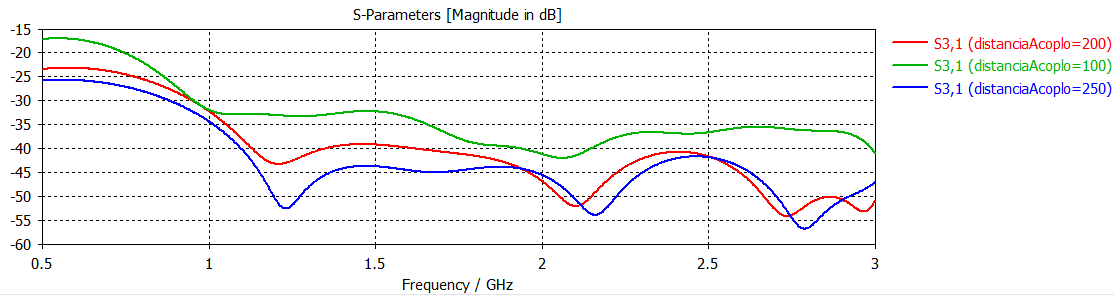 S-Parameters [Magnitude in dB]
-15
-20
-25
-30
-35
-40
-45
-50
-55
-60
0.5 1 1.5 2 2.5 3
Frequency / GHz
S3,1 (distanciaAcoplo=200)
S3,1 (distanciaAcoplo=100)
S3,1 (distanciaAcoplo=250)